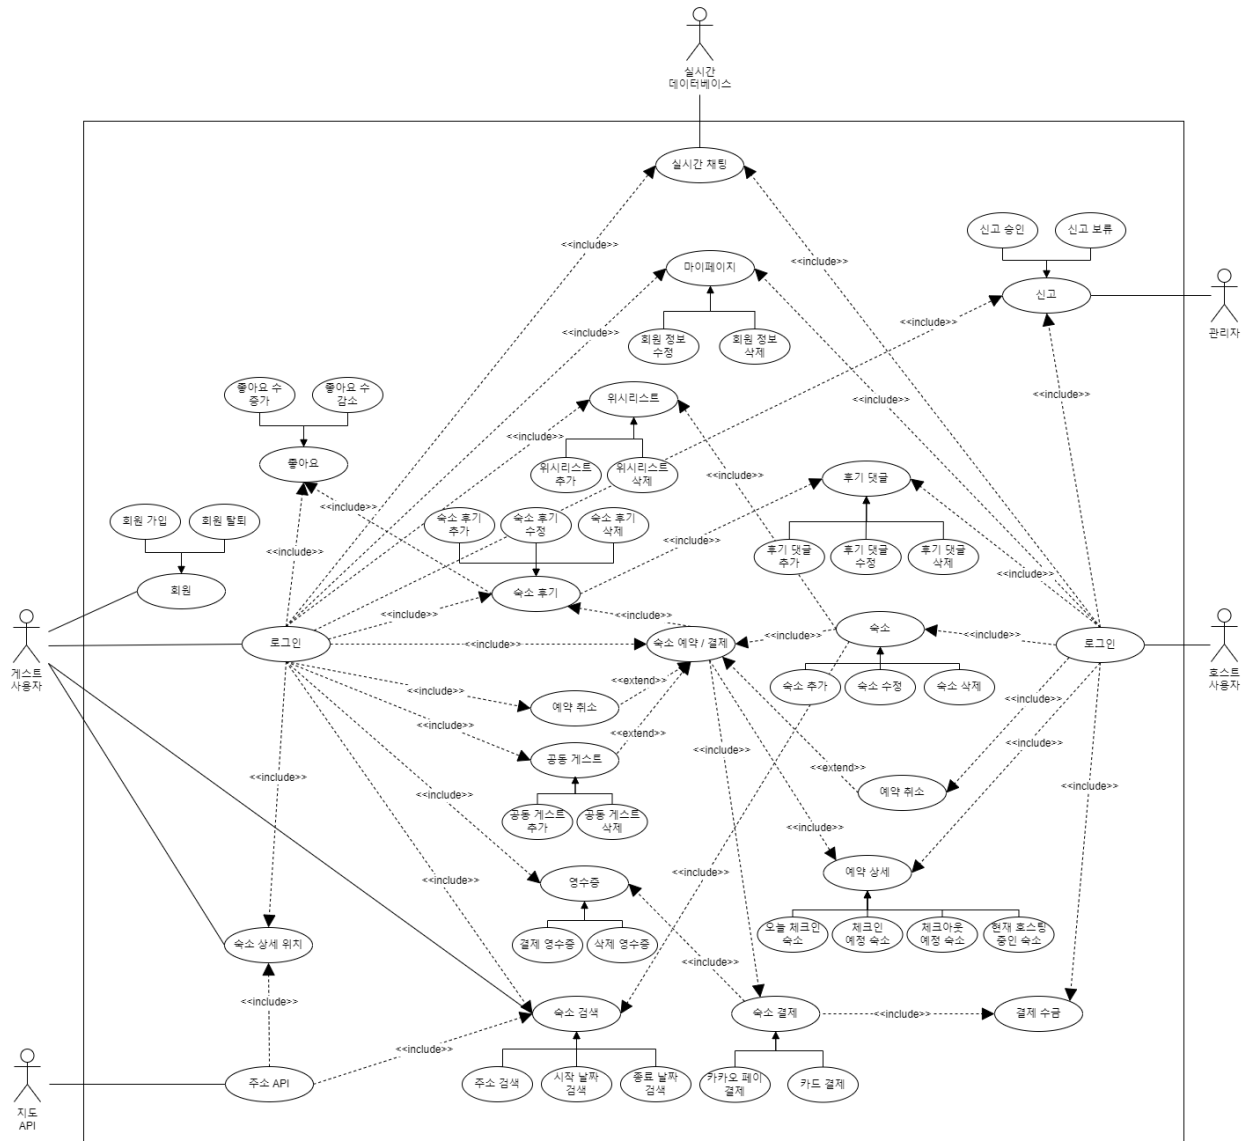 실시간
데이터베이스
실시간 채팅
신고 승인
신고 보류
<<include>>
<<include>>
마이페이지
신고
관리자
<<include>>
<<include>>
회원 정보
수정
회원 정보
삭제
좋아요 수
증가
좋아요 수
감소
위시리스트
<<include>>
<<include>>
<<include>>
<<include>>
좋아요
위시리스트
추가
위시리스트
삭제
<<include>>
후기 댓글
회원 가입
회원 탈퇴
숙소 후기
추가
숙소 후기
수정
숙소 후기
삭제
<<include>>
<<include>>
<<include>>
<<include>>
후기 댓글
추가
후기 댓글
수정
후기 댓글
삭제
회원
숙소 후기
<<include>>
<<include>>
게스트
사용자
로그인
<<include>>
숙소 예약 / 결제
<<include>>
숙소
<<include>>
로그인
호스트
사용자
<<include>>
예약 취소
<<extend>>
숙소 추가
숙소 수정
숙소 삭제
<<include>>
<<extend>>
공동 게스트
<<include>>
<<include>>
<<include>>
<<include>>
<<extend>>
예약 취소
<<include>>
<<include>>
공동 게스트
추가
공동 게스트
삭제
<<include>>
<<include>>
<<include>>
영수증
예약 상세
숙소 상세 위치
결제 영수증
삭제 영수증
오늘 체크인
숙소
체크인
예정 숙소
체크아웃
예정 숙소
현재 호스팅
중인 숙소
<<include>>
<<include>>
숙소 검색
숙소 결제
<<include>>
결제 수금
<<include>>
지도
API
주소 API
주소 검색
시작 날짜
검색
종료 날짜
검색
카카오 페이
결제
카드 결제